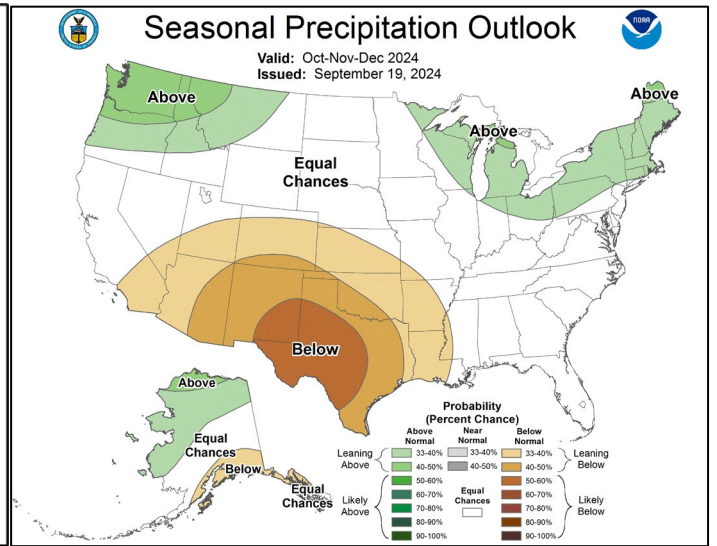 Seasonal Precipitation Outlook
NOAA
Valid: Oct-Nov-Dec 2024
Issued: September 19, 2024
Above
Above
Above
Equal
Chances
Below
Above
Equal
Chances
Below
Equal
Chances
Probability
(Percent Chance)
Above
Normal
Near
Normal
Below
Normal
Leaning
Above
33-40%
33-40%
33-40%
Leaning
Below
40-50%
40-50%
40-50%
Likely
Above
50-60%
50-60%
60-70%
60-70%
70-80%
70-80%
80-90%
80-90%
90-100%
90-100%
Equal
Chances
Likely
Below